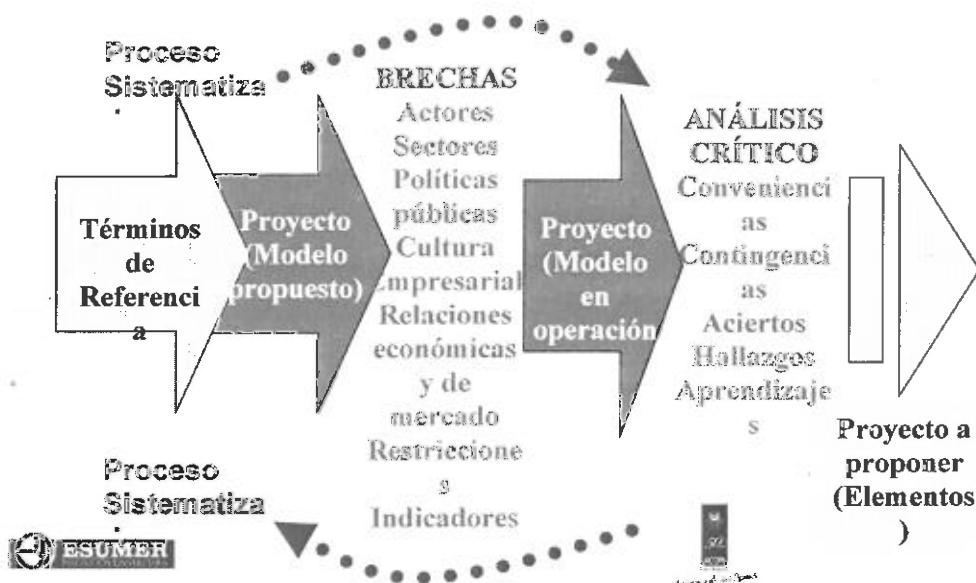 Proceso
Sistematiza
Términos
de
Referenci
a
Proyecto
(Modelo
propuesto)
BRECHAS
Actores
Sectores
Políticas
públicas
Cultura
Empresarial
Relaciones
económicas
y de
mercado
Restriccione
s
Indicadores
Proyecto
(Modelo
en
operación
ANÁLISIS
CRÍTICO
Convenienci
as
Contingenci
as
Aciertos
Hallazgos
Aprendizaje
s
Proyecto a
proponer
(Elementos
)
Proceso
Sistematiza
ESUMER